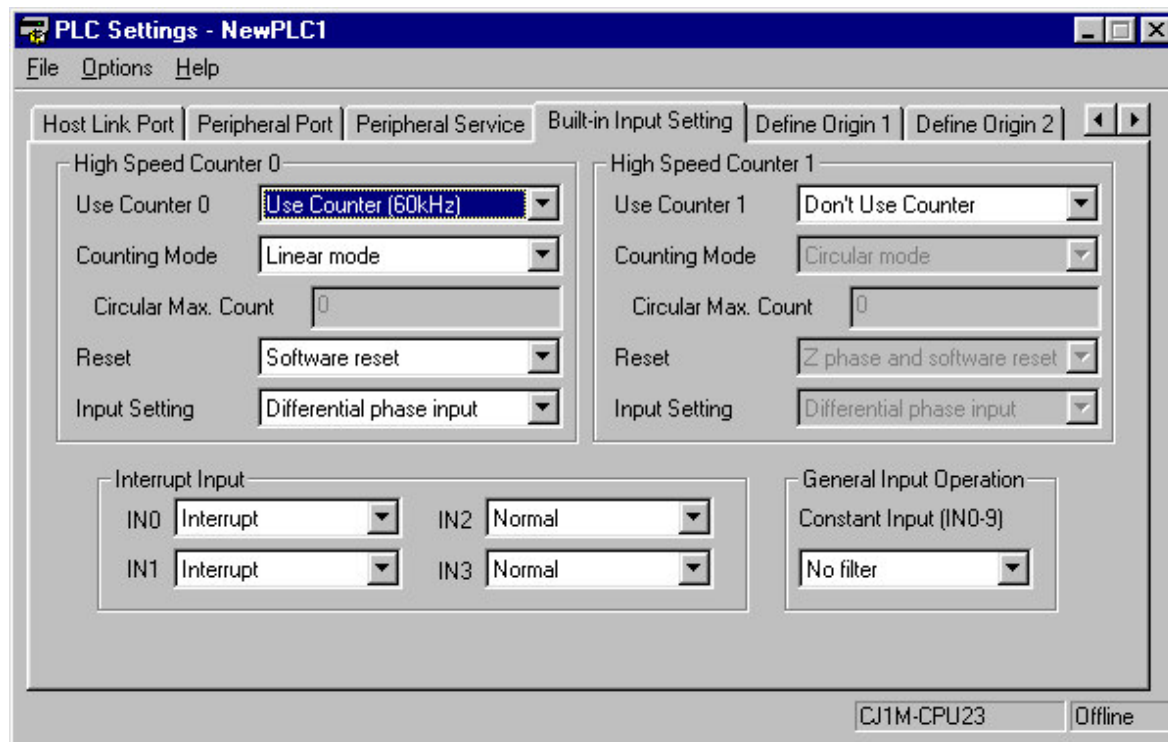 PLC Settings - NewPLC1
File Options Help
Host Link Port Peripheral Port Peripheral Service Built-in Input Setting Define Origin 1 Define Origin 2
High Speed Counter 0
Use Counter 0 Use Counter (60kHz)
Counting Mode Linear mode
Circular Max. Count 0
Reset Software reset
Input Setting Differential phase input
High Speed Counter 1
Use Counter 1 Don't Use Counter
Counting Mode Circular mode
Circular Max. Count 0
Reset Z phase and software reset
Input Setting Differential phase input
Interrupt Input
IN0 Interrupt IN2 Normal
IN1 Interrupt IN3 Normal
General Input Operation
Constant Input (IN0-9)
No filter
CJ1M-CPU23 Offline